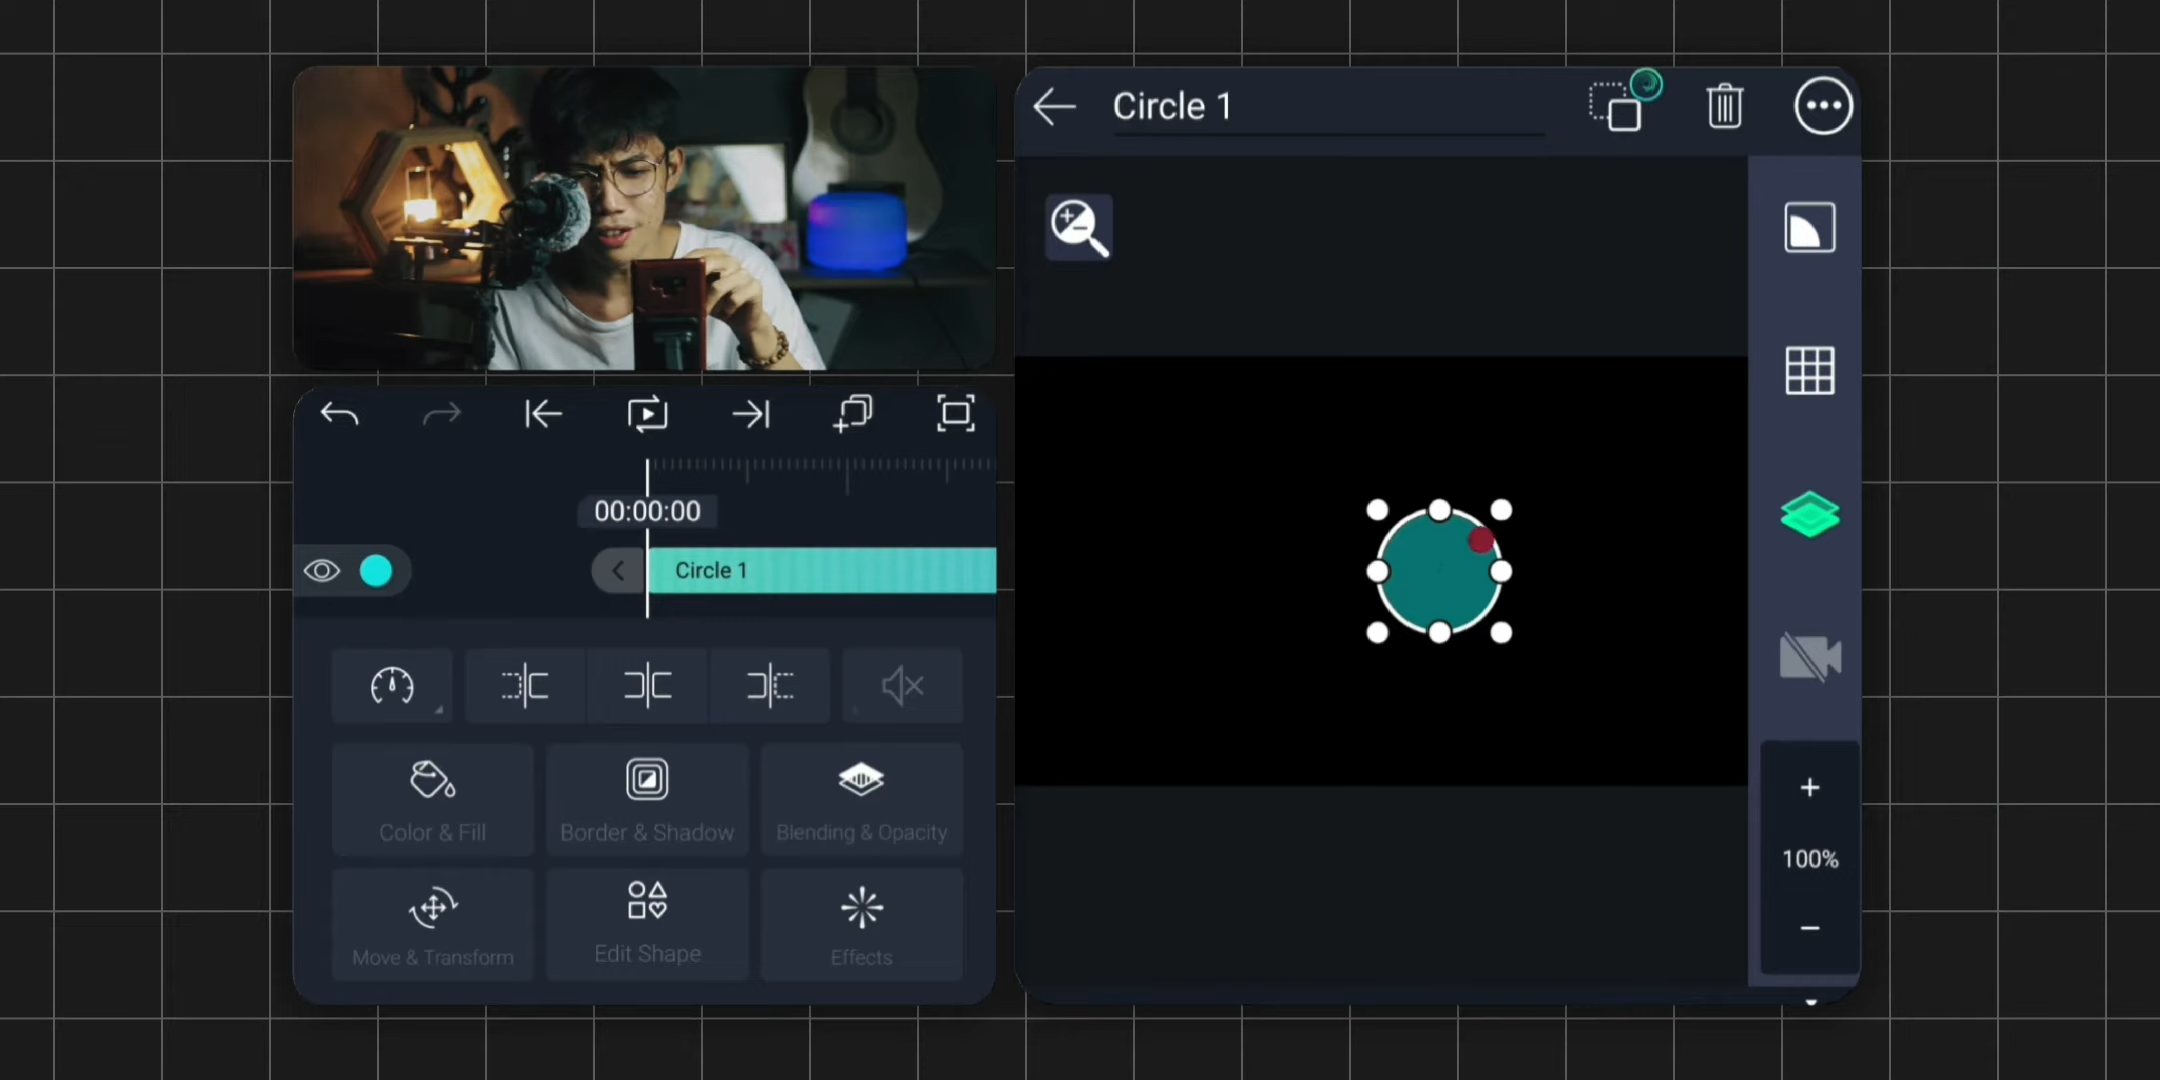 Circle 1
00:00:00
Circle 1
Color & Fill
Border & Shadow
Blending & Opacity
Move & Transform
Edit Shape
Effects
100%